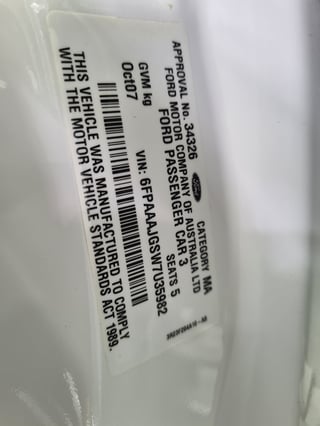 APPROVAL No. 34326 CATEGORY MA
FORD MOTOR COMPANY OF AUSTRALIA LTD
Ford
FORD PASSENGER CAR 3 SEATS 5
VIN: 6FPAAAJGSW7U35982
GVM kg
Oct07
THIS VEHICLE WAS MANUFACTURED TO COMPLY
WITH THE MOTOR VEHICLE STANDARDS ACT 1989.